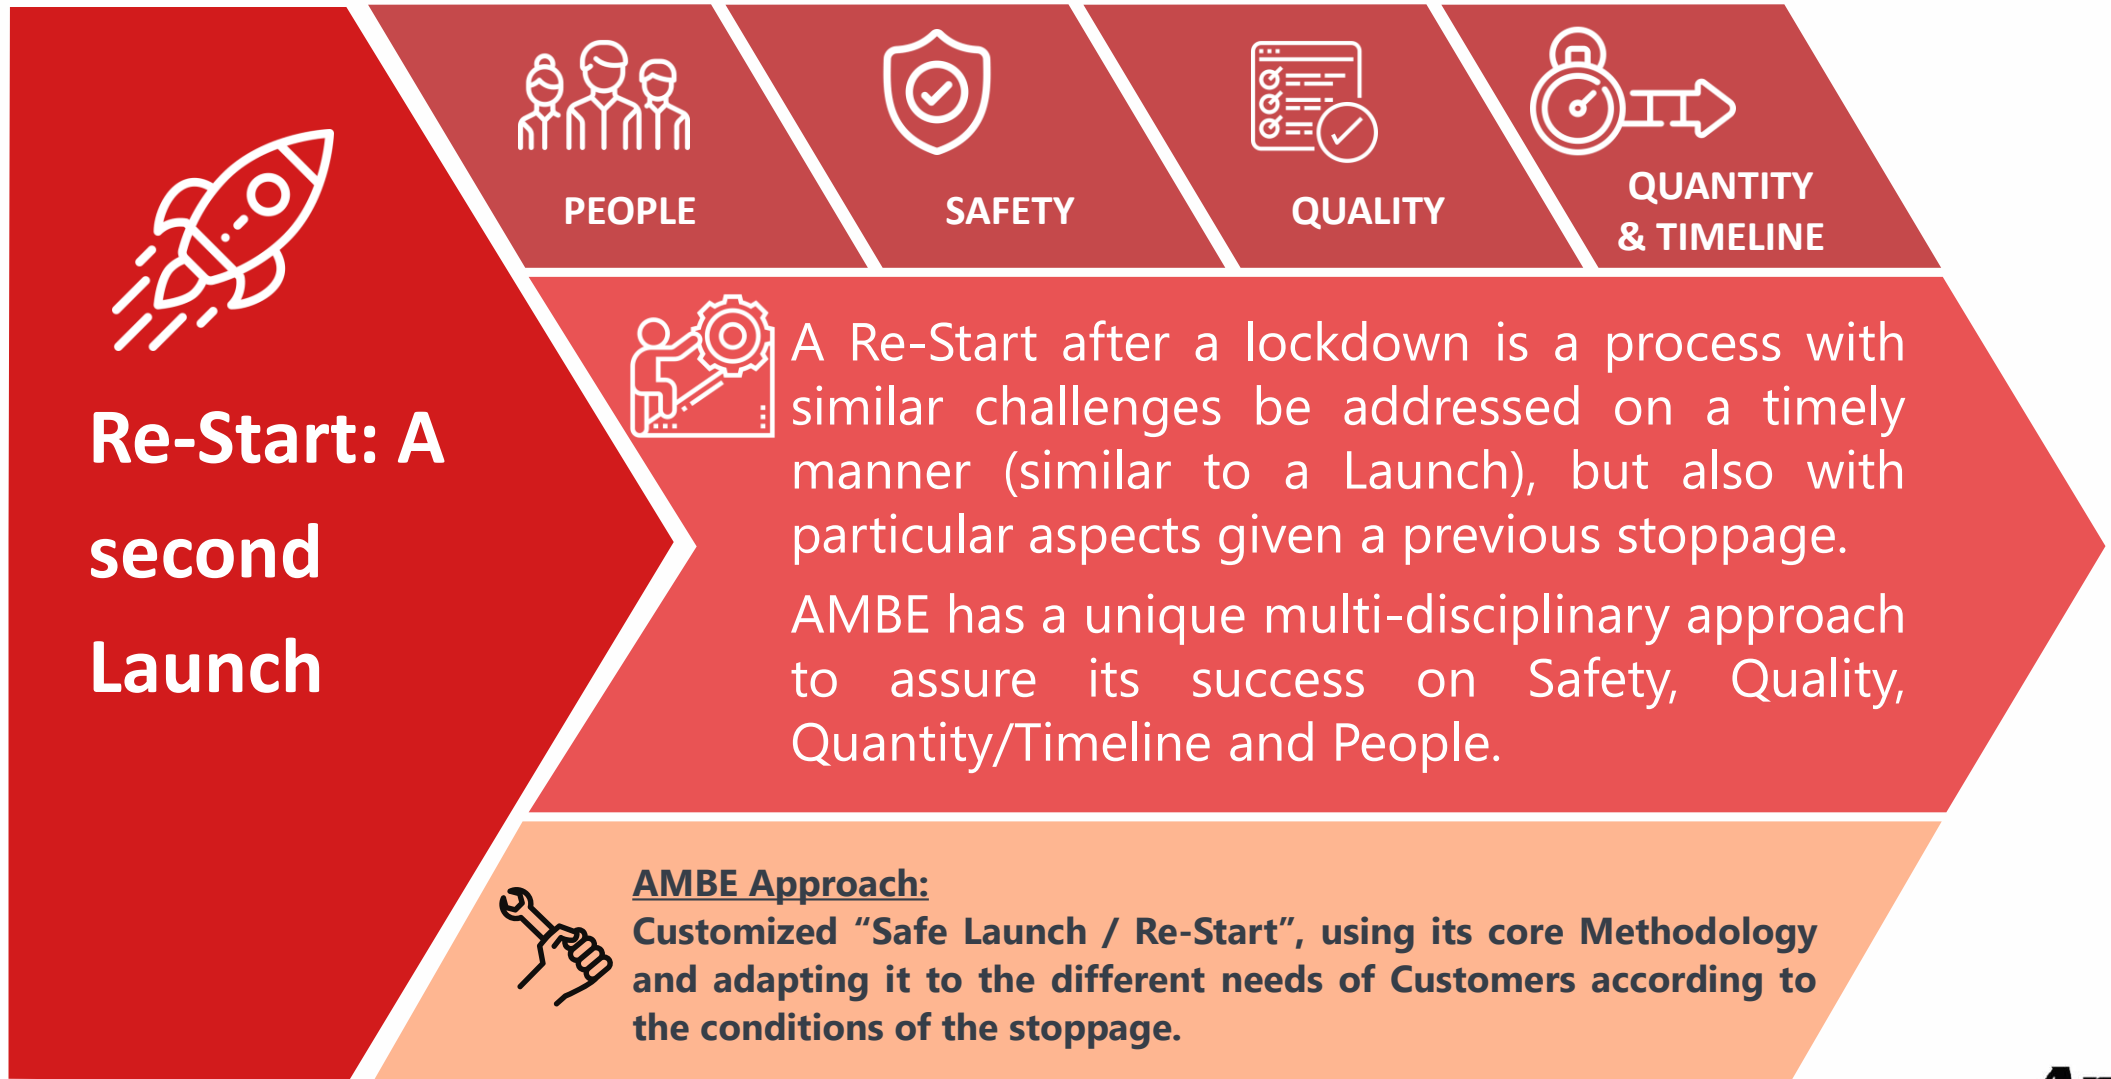 Re-Start: A
second
Launch
PEOPLE
SAFETY
QUALITY
QUANTITY
& TIMELINE
A Re-Start after a lockdown is a process with
similar challenges be addressed on a timely
manner (similar to a Launch), but also with
particular aspects given a previous stoppage.
AMBE has a unique multi-disciplinary approach
to assure its success on Safety, Quality,
Quantity/Timeline and People.
AMBE Approach:
Customized “Safe Launch / Re-Start”, using its core Methodology
and adapting it to the different needs of Customers according to
the conditions of the stoppage.